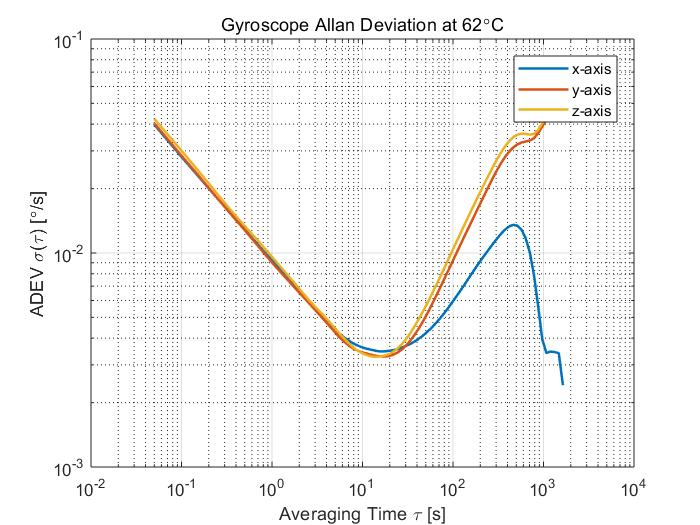 Gyroscope Allan Deviation at 62°C
10^-1
x-axis
y-axis
z-axis
ADEV σ(τ) [°/s]
10^-2
10^-3
10^-2 10^-1 10^0 10^1 10^2 10^3 10^4
Averaging Time τ [s]